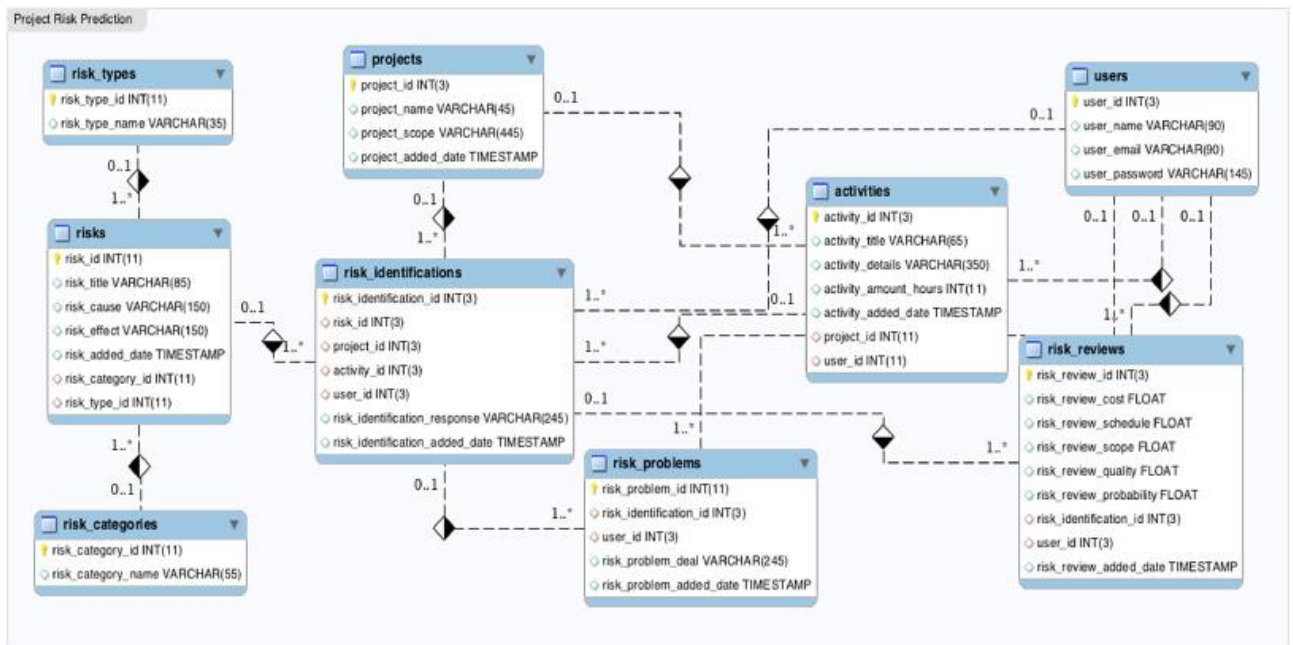 Project Risk Prediction
risk_types
risk_type_id INT(11)
risk_type_name VARCHAR(35)
0..1
1..*
risks
risk_id INT(11)
risk_title VARCHAR(85)
risk_cause VARCHAR(150)
risk_effect VARCHAR(150)
risk_added_date TIMESTAMP
risk_category_id INT(11)
risk_type_id INT(11)
1..*
0..1
risk_categories
risk_category_id INT(11)
risk_category_name VARCHAR(55)
0..1
1..*
projects
project_id INT(3)
project_name VARCHAR(45)
project_scope VARCHAR(445)
project_added_date TIMESTAMP
0..1
0..1
1..*
risk_identifications
risk_identification_id INT(3)
risk_id INT(3)
project_id INT(3)
activity_id INT(3)
user_id INT(3)
risk_identification_response VARCHAR(245)
risk_identification_added_date TIMESTAMP
1..*
1..*
0..1
0..1
1..*
risk_problems
risk_problem_id INT(11)
risk_identification_id INT(3)
user_id INT(3)
risk_problem_deal VARCHAR(245)
risk_problem_added_date TIMESTAMP
1..*
1..*
0..1
activities
activity_id INT(3)
activity_title VARCHAR(65)
activity_details VARCHAR(350)
activity_amount_hours INT(11)
activity_added_date TIMESTAMP
project_id INT(11)
user_id INT(11)
1..*
0..1
users
user_id INT(3)
user_name VARCHAR(90)
user_email VARCHAR(90)
user_password VARCHAR(145)
0..1
0..1
0..1
1..*
1..*
risk_reviews
risk_review_id INT(3)
risk_review_cost FLOAT
risk_review_schedule FLOAT
risk_review_scope FLOAT
risk_review_quality FLOAT
risk_review_probability FLOAT
risk_identification_id INT(3)
user_id INT(3)
risk_review_added_date TIMESTAMP